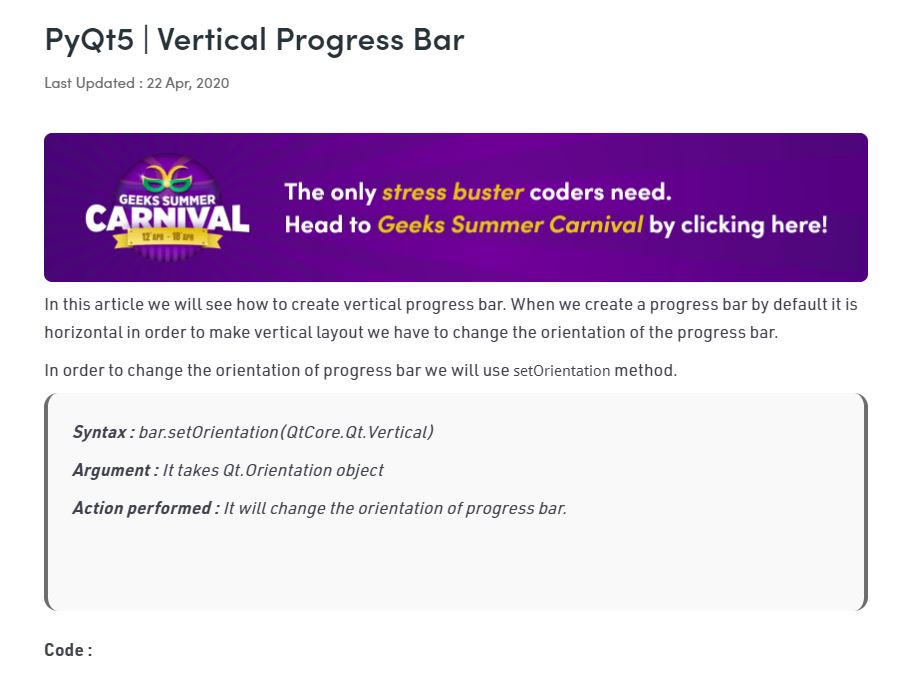 PyQt5 | Vertical Progress Bar
Last Updated : 22 Apr, 2020
GEEKS SUMMER
CARNIVAL
12 APR - 18 APR
The only stress buster coders need.
Head to Geeks Summer Carnival by clicking here!
In this article we will see how to create vertical progress bar. When we create a progress bar by default it is
horizontal in order to make vertical layout we have to change the orientation of the progress bar.
In order to change the orientation of progress bar we will use setOrientation method.
Syntax : bar.setOrientation(QtCore.Qt.Vertical)
Argument : It takes Qt.Orientation object
Action performed : It will change the orientation of progress bar.
Code :